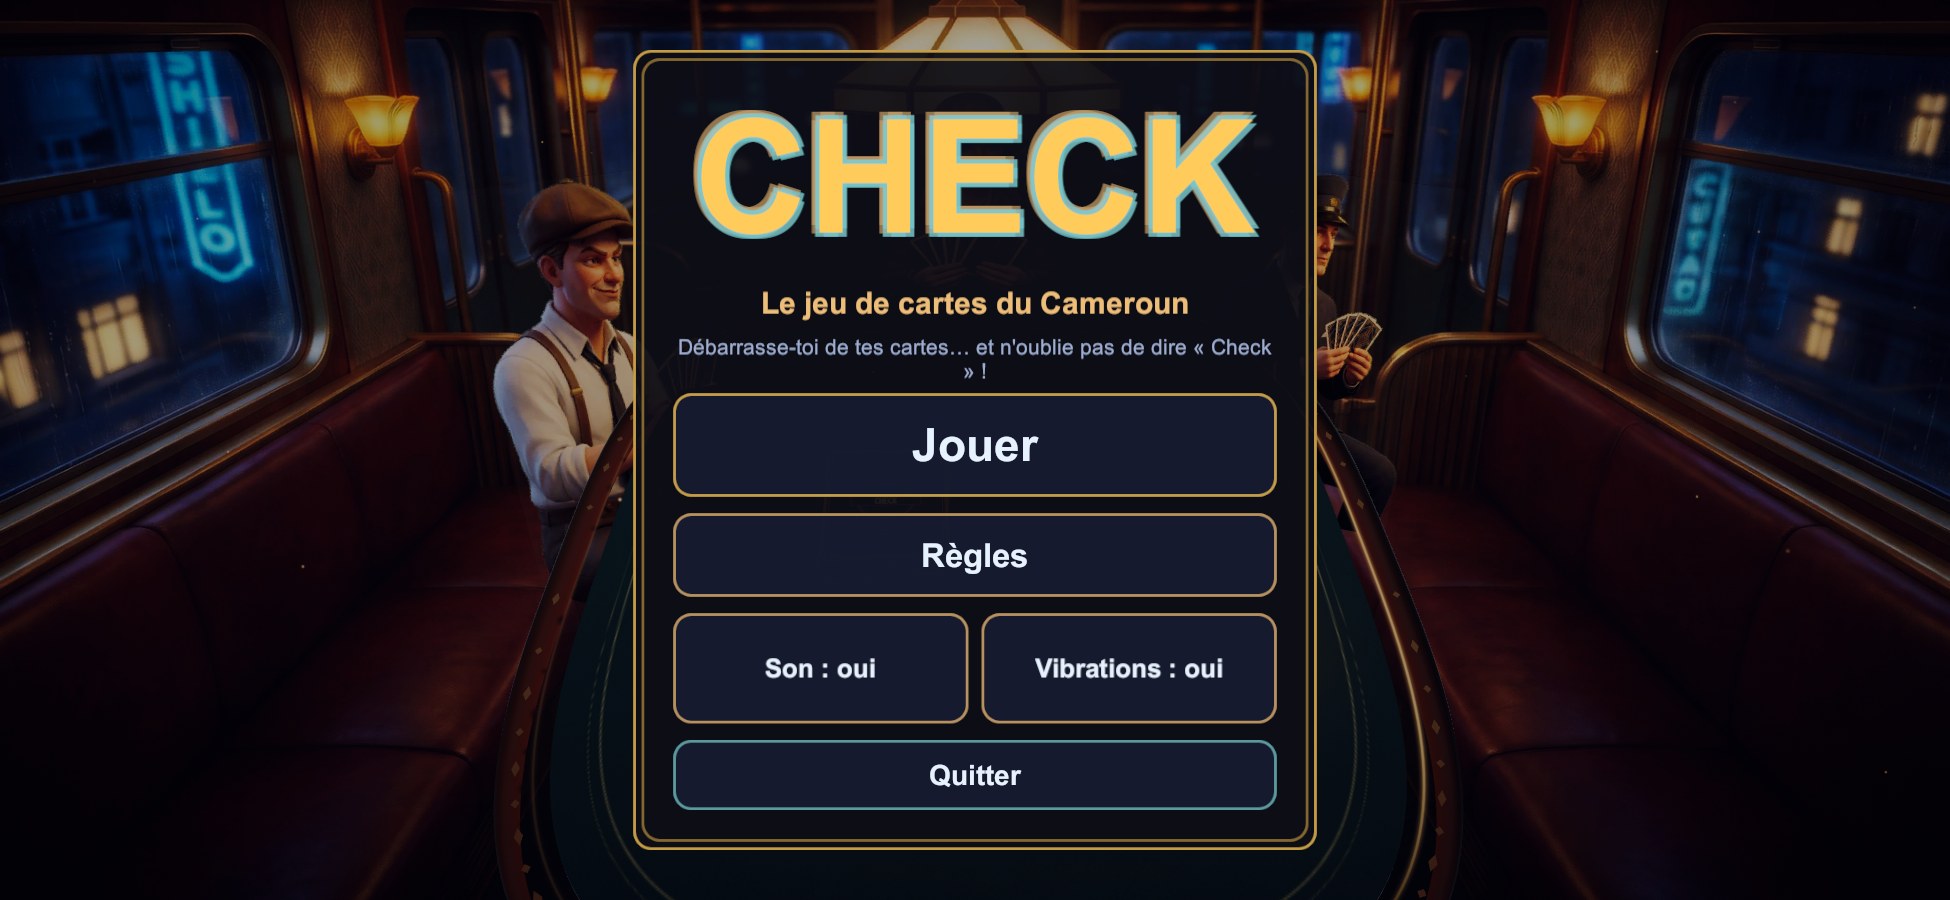 SHILO
CHECK
Le jeu de cartes du Cameroun
Débarrasse-toi de tes cartes… et n'oublie pas de dire « Check
» !
Jouer
Règles
Son : oui
Vibrations : oui
Quitter